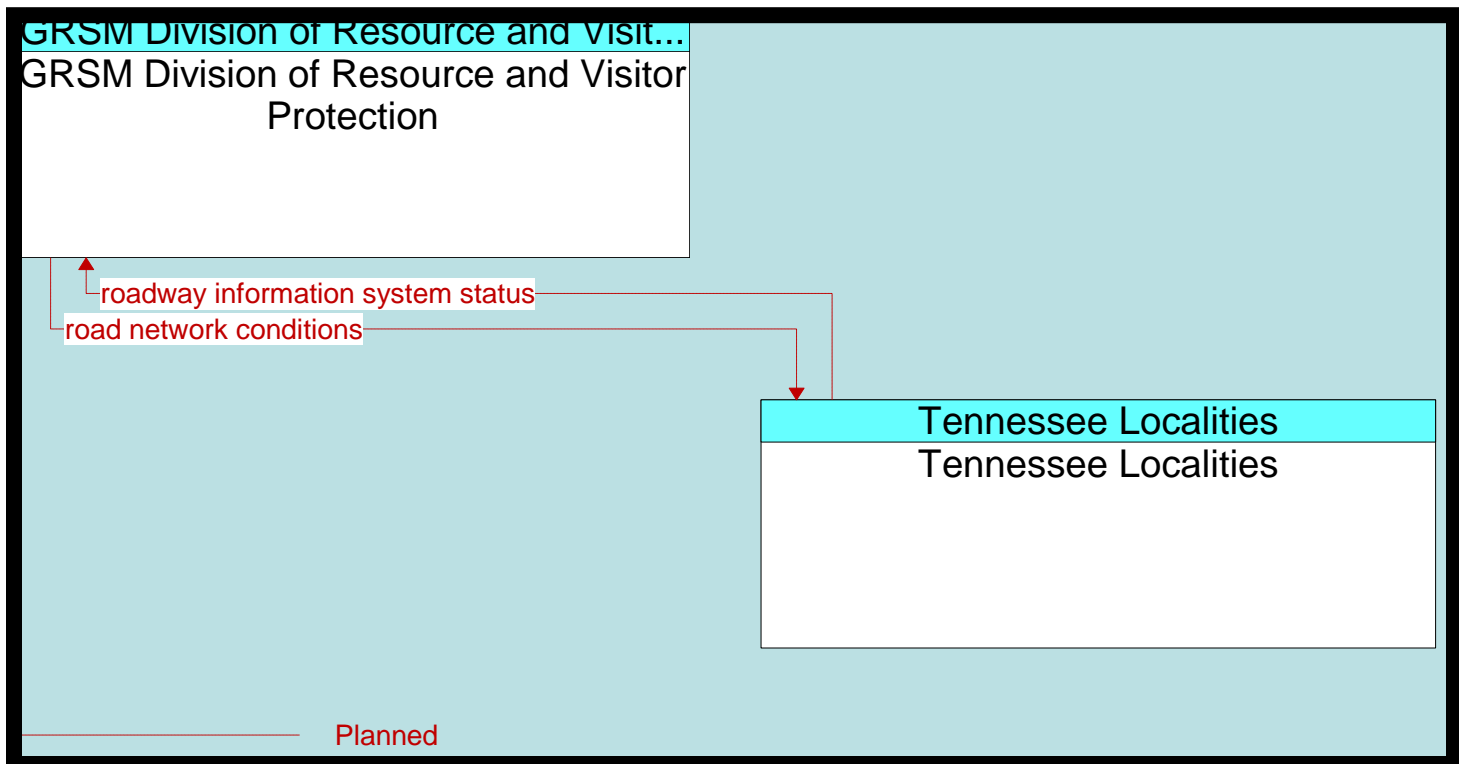 GRSM Division of Resource and Visit...
GRSM Division of Resource and Visitor
Protection
roadway information system status
road network conditions
Tennessee Localities
Tennessee Localities
Planned